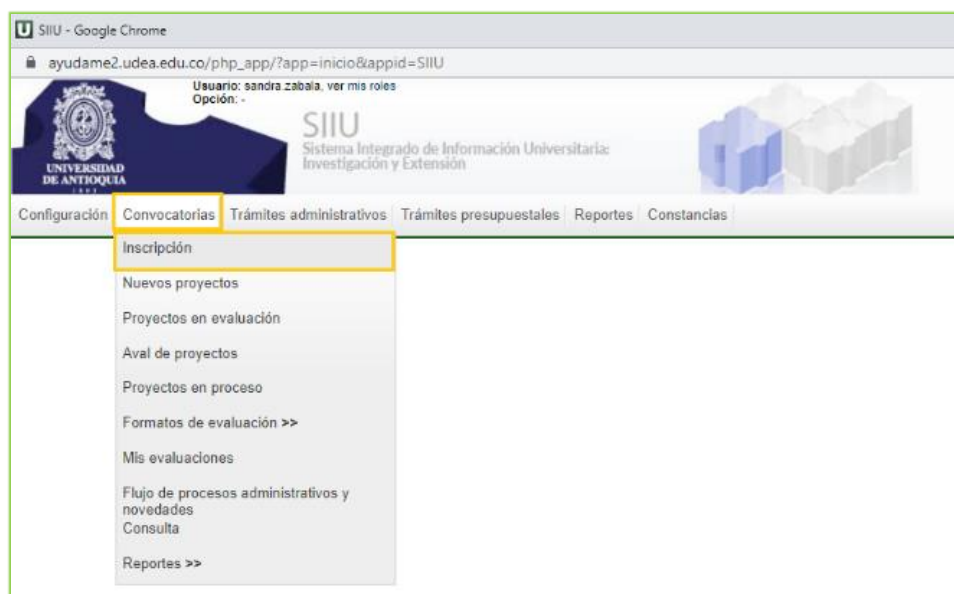 SIIU - Google Chrome
ayudame2.udea.edu.co/php_app/?app=inicio&appid=SIIU
Usuario: sandra.zabala, ver mis roles
Opción: -
SIIU
Sistema Integrado de Información Universitaria:
Investigación y Extensión
UNIVERSIDAD
DE ANTIOQUIA
1803
Configuración Convocatorias Trámites administrativos Trámites presupuestales Reportes Constancias
Inscripción
Nuevos proyectos
Proyectos en evaluación
Aval de proyectos
Proyectos en proceso
Formatos de evaluación >>
Mis evaluaciones
Flujo de procesos administrativos y
novedades
Consulta
Reportes >>